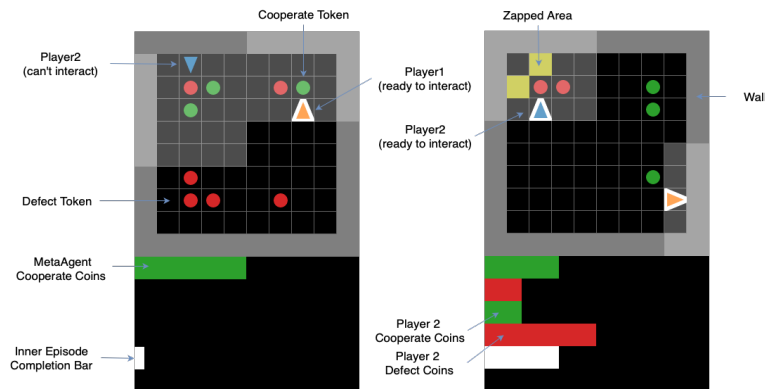 Cooperate Token
Zapped Area
Player2
(can't interact)
Player1
(ready to interact)
Wall
Player2
(ready to interact)
Defect Token
MetaAgent
Cooperate Coins
Player 2
Cooperate Coins
Inner Episode
Completion Bar
Player 2
Defect Coins